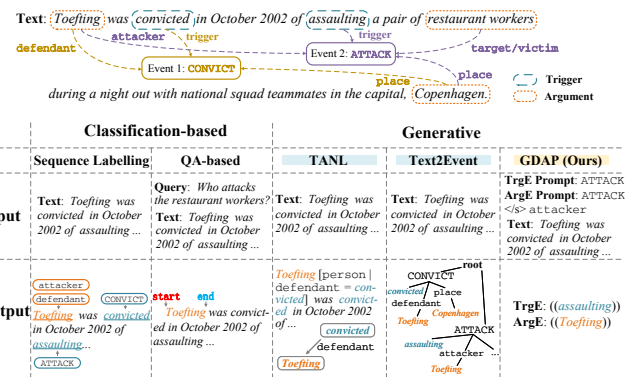 Text: Toefting was convicted in October 2002 of assaulting a pair of restaurant workers
defendant
attacker
trigger
trigger
target/victim
Event 1: CONVICT
Event 2: ATTACK
place
place
Trigger
Argument
during a night out with national squad teammates in the capital, Copenhagen.
Classification-based
Generative
Sequence Labelling
QA-based
TANL
Text2Event
GDAP (Ours)
put
Text: Toefting was
convicted in October
2002 of assaulting ...
Query: Who attacks
the restaurant workers?
Text: Toefting was
convicted in October
2002 of assaulting ...
Text: Toefting was
convicted in October
2002 of assaulting ...
Text: Toefting was
convicted in October
2002 of assaulting ...
TrgE Prompt: ATTACK
ArgE Prompt: ATTACK
</s> attacker
Text: Toefting was
convicted in October
2002 of assaulting ...
tput
attacker
defendant
CONVICT
Toefting was convicted
in October 2002 of
assaulting...
ATTACK
start end
Toefting was convict-
ed in October 2002 of
assaulting ...
Toefting [person |
defendant = con-
victed] was convict-
ed in October 2002
of ...
convicted
defendant
Toefting
root
CONVICT
convicted
place
defendant
Copenhagen
Toefting
ATTACK
assaulting
attacker ...
Toefting
TrgE: ((assaulting))
ArgE: ((Toefting))